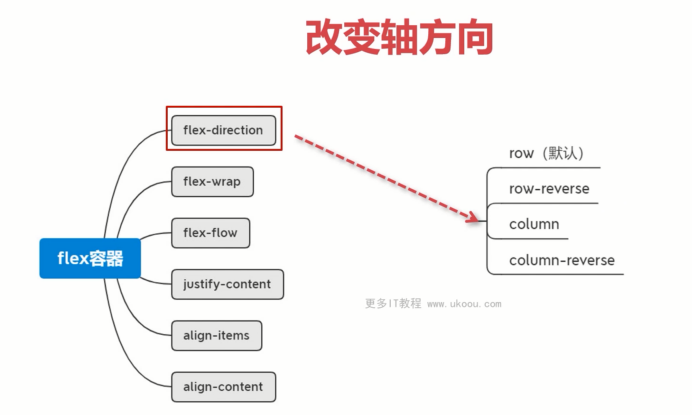 改变轴方向
flex-direction
flex-wrap
flex-flow
flex容器
justify-content
align-items
align-content
row（默认）
row-reverse
column
column-reverse
更多IT教程 www.ukoou.com